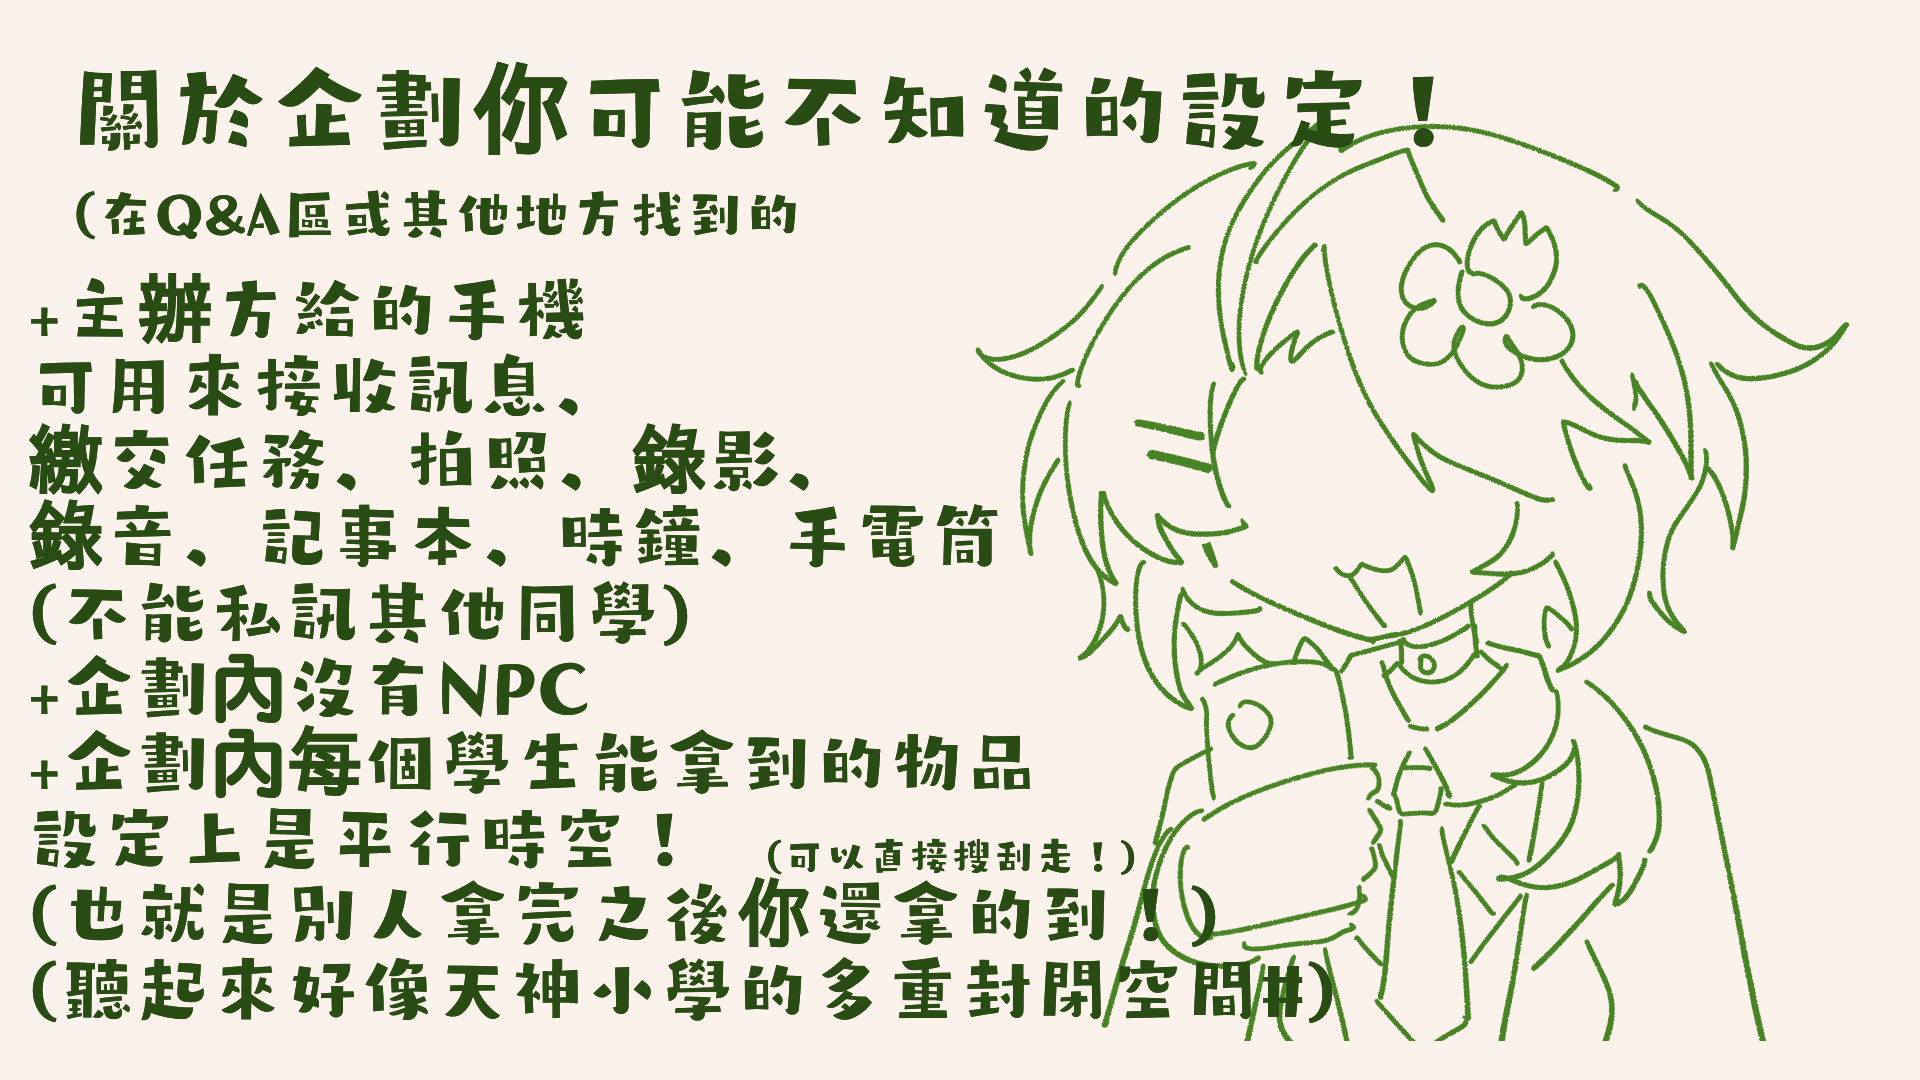 關於企劃你可能不知道的設定！
（在Q&A區或其他地方找到的
+主辦方給的手機
可用來接收訊息、
繳交任務、拍照、錄影、
錄音、記事本、時鐘、手電筒
(不能私訊其他同學)
+企劃內沒有NPC
+企劃內每個學生能拿到的物品
設定上是平行時空！
（可以直接搜刮走！）
(也就是別人拿完之後你還拿的到！)
(聽起來好像天神小學的多重封閉空間#)